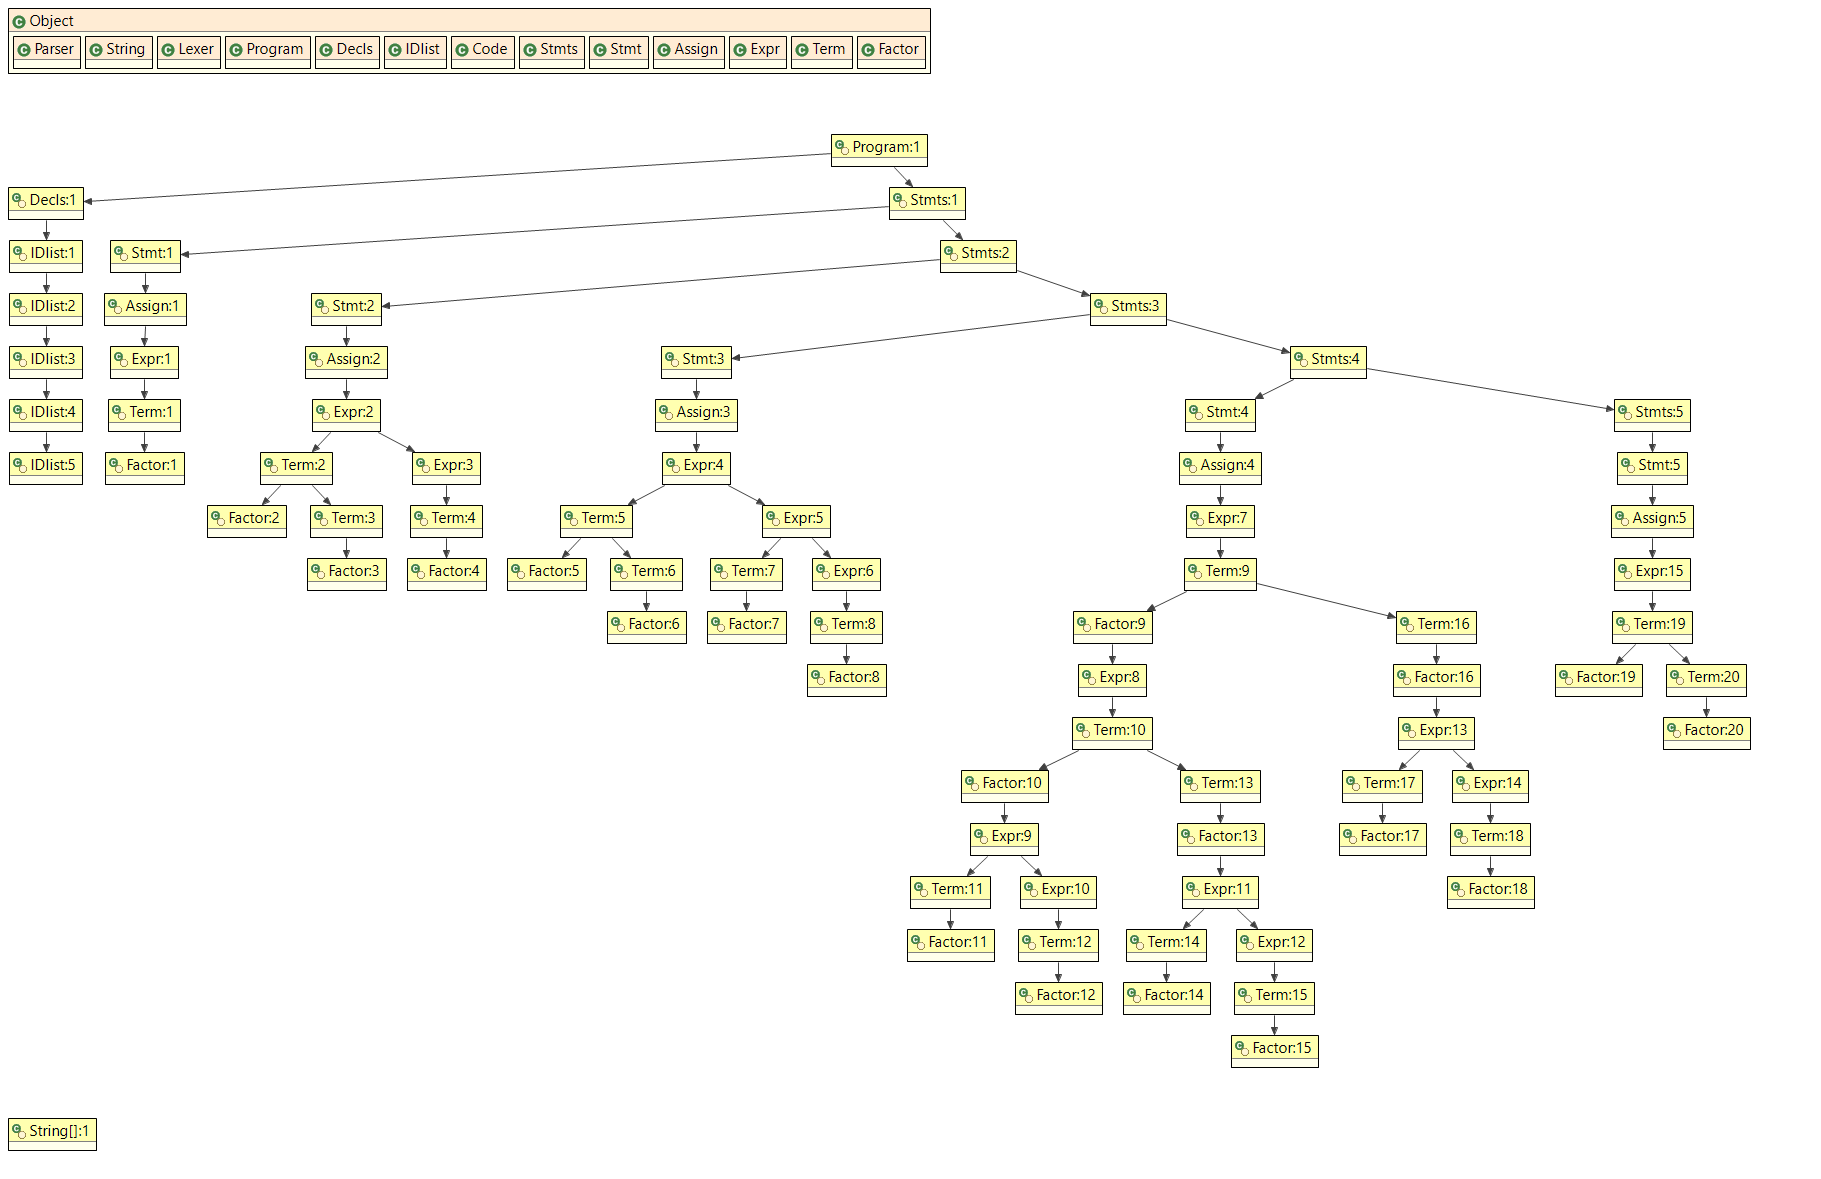 Object
Parser String Lexer Program Decls IDlist Code Stmts Stmt Assign Expr Term Factor
Program:1
Decls:1 Stmts:1
IDlist:1 Stmt:1 Stmts:2
IDlist:2 Assign:1 Stmt:2 Stmts:3
IDlist:3 Expr:1 Assign:2 Stmt:3 Stmts:4
IDlist:4 Term:1 Expr:2 Assign:3 Stmt:4 Stmts:5
IDlist:5 Factor:1 Term:2 Expr:3 Expr:4 Assign:4 Stmt:5
Factor:2 Term:3 Term:4 Term:5 Expr:5 Expr:7 Assign:5
Factor:3 Factor:4 Factor:5 Term:6 Term:7 Expr:6 Term:9 Expr:15
Factor:6 Factor:7 Term:8 Factor:9 Term:16 Term:19
Factor:8 Expr:8 Factor:16 Factor:19 Term:20
Term:10 Expr:13 Factor:20
Factor:10 Term:13 Term:17 Expr:14
Expr:9 Factor:13 Factor:17 Term:18
Term:11 Expr:10 Expr:11 Factor:18
Factor:11 Term:12 Term:14 Expr:12
Factor:12 Factor:14 Term:15
Factor:15
String[]:1